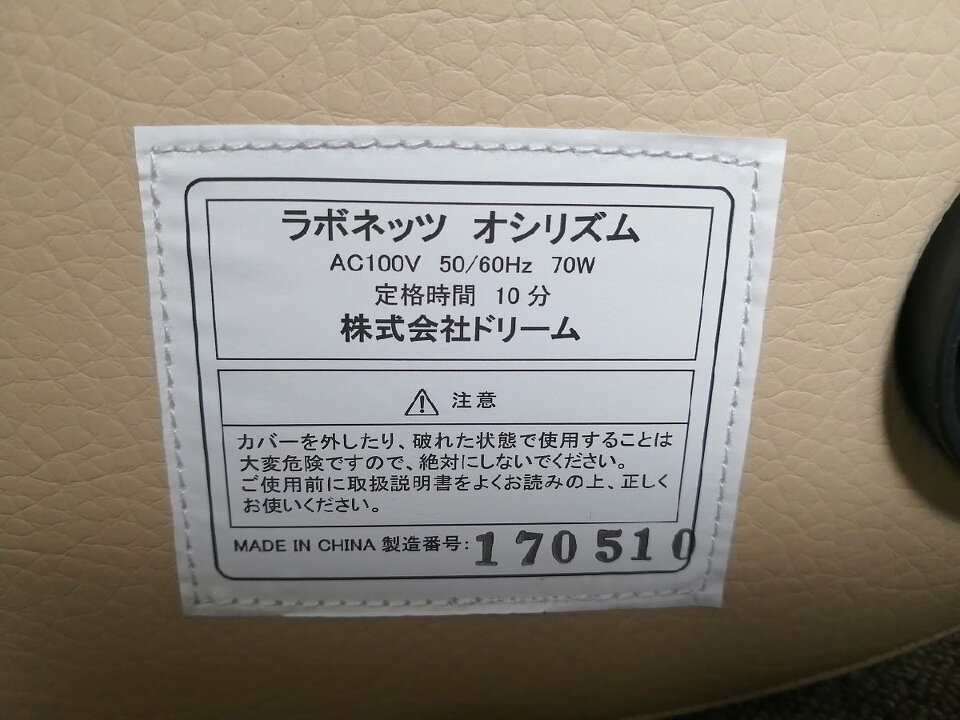 ラボネッツ オシリズム
AC100V 50/60Hz 70W
定格時間 10分
株式会社ドリーム
注意
カバーを外したり、破れた状態で使用することは
大変危険ですので、絶対にしないでください。
ご使用前に取扱説明書をよくお読みの上、正しく
お使いください。
MADE IN CHINA 製造番号:170510